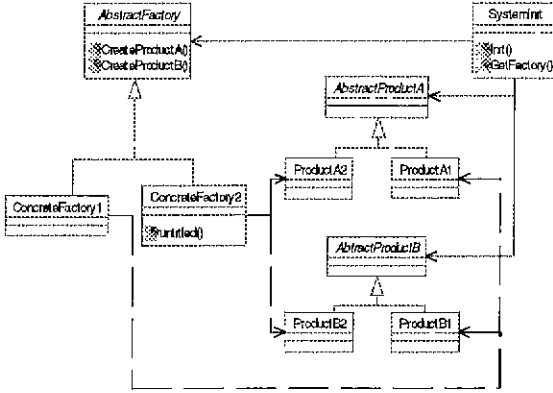 AbstractFactory
CreateProductA()
CreateProductB()
SystemInit
Init()
GetFactory()
AbstractProductA
ProductA2
ProductA1
ConcreteFactory1
ConcreteFactory2
untitled()
AbtractProductB
ProductB2
ProductB1